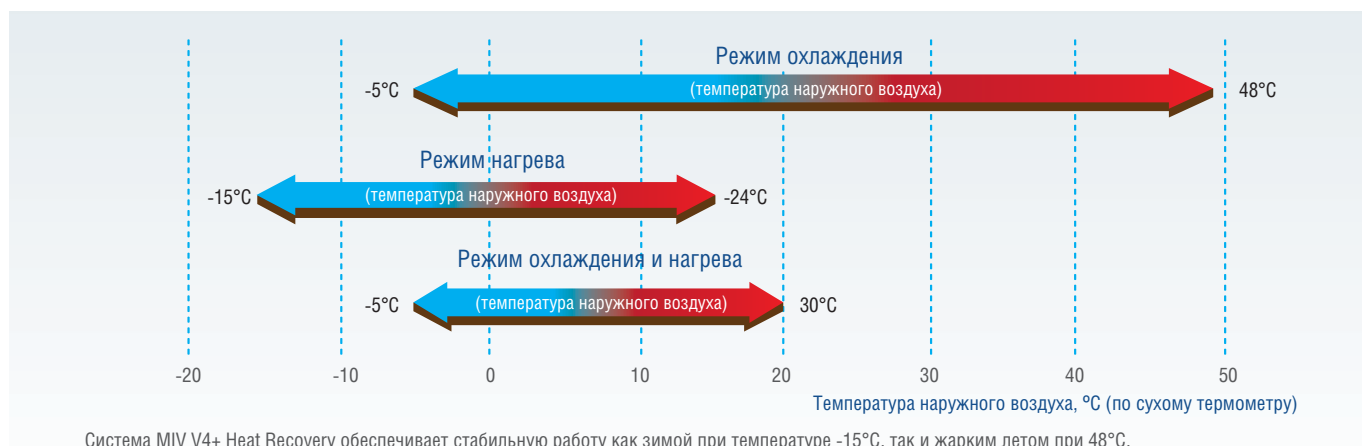 Режим охлаждения
-5°C (температура наружного воздуха) 48°C
Режим нагрева
-15°C (температура наружного воздуха) -24°C
Режим охлаждения и нагрева
-5°C (температура наружного воздуха) 30°C
-20 -10 0 10 20 30 40 50
Температура наружного воздуха, °C (по сухому термометру)
Система MIV V4+ Heat Recovery обеспечивает стабильную работу как зимой при температуре -15°C, так и жарким летом при 48°C.